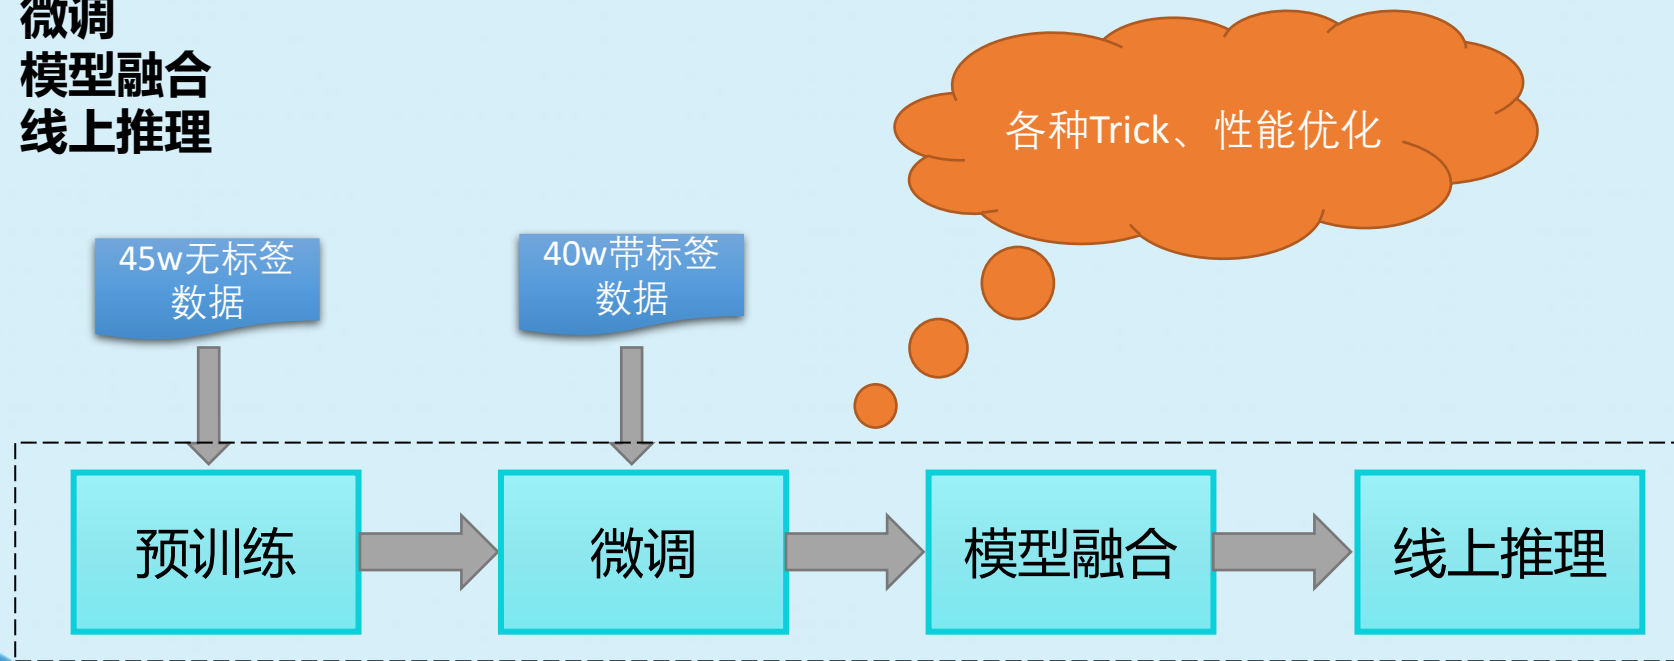 微调
模型融合
线上推理
各种Trick、性能优化
45w无标签
数据
40w带标签
数据
预训练
微调
模型融合
线上推理